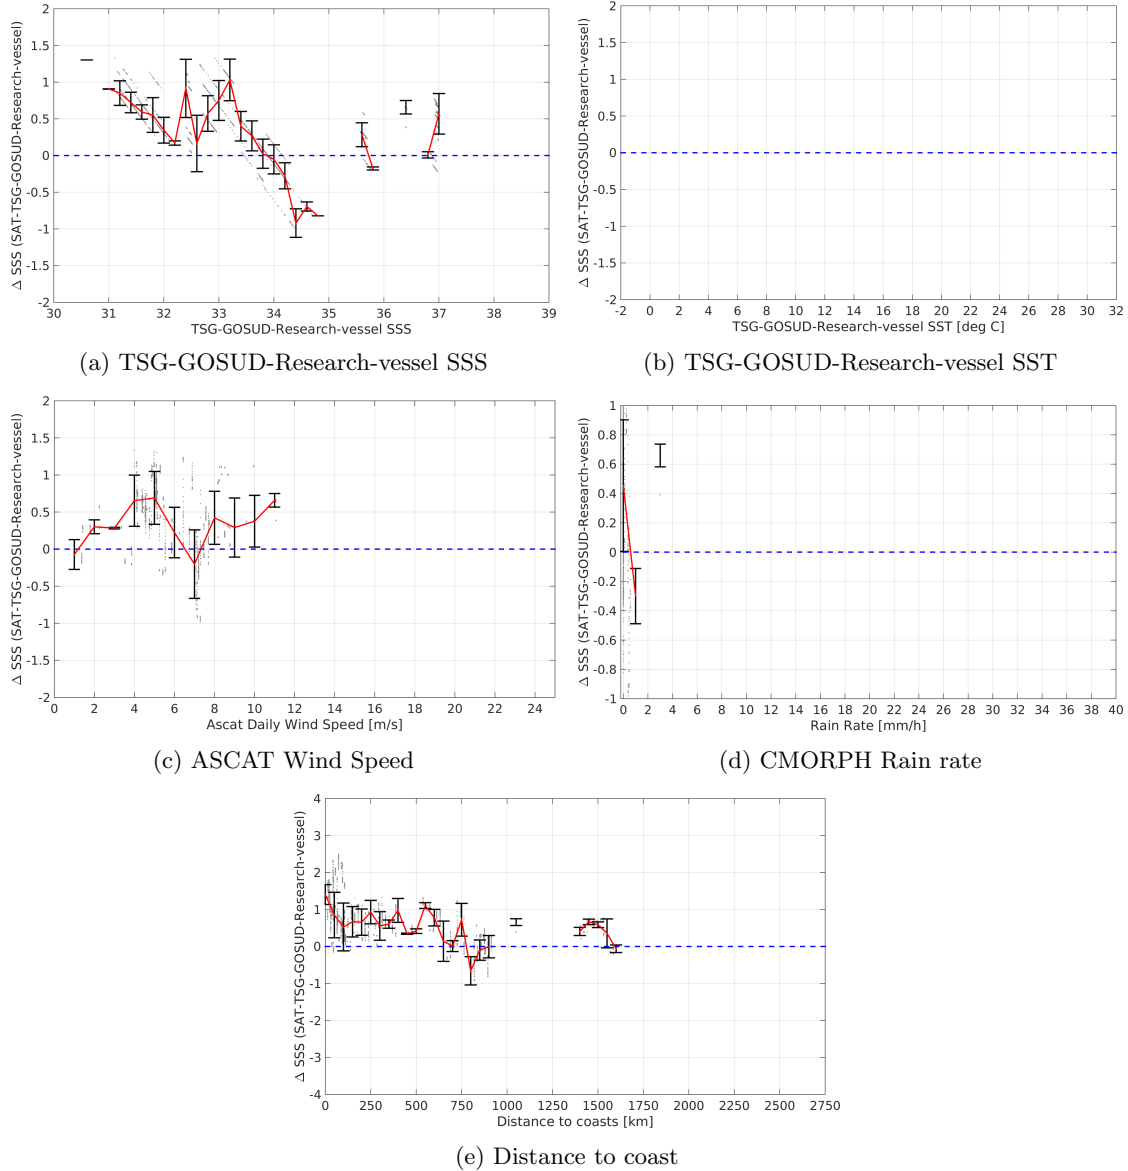 2
1.5
1
0.5
0
-0.5
-1
-1.5
-2
Δ SSS (SAT-TSG-GOSUD-Research-vessel)
30 31 32 33 34 35 36 37 38 39
TSG-GOSUD-Research-vessel SSS
(a) TSG-GOSUD-Research-vessel SSS
2
1.5
1
0.5
0
-0.5
-1
-1.5
-2
Δ SSS (SAT-TSG-GOSUD-Research-vessel)
-2 0 2 4 6 8 10 12 14 16 18 20 22 24 26 28 30 32
TSG-GOSUD-Research-vessel SST [deg C]
(b) TSG-GOSUD-Research-vessel SST
2
1.5
1
0.5
0
-0.5
-1
-1.5
-2
Δ SSS (SAT-TSG-GOSUD-Research-vessel)
0 2 4 6 8 10 12 14 16 18 20 22 24
Ascat Daily Wind Speed [m/s]
(c) ASCAT Wind Speed
1
0.8
0.6
0.4
0.2
0
-0.2
-0.4
-0.6
-0.8
-1
Δ SSS (SAT-TSG-GOSUD-Research-vessel)
0 2 4 6 8 10 12 14 16 18 20 22 24 26 28 30 32 34 36 38 40
Rain Rate [mm/h]
(d) CMORPH Rain rate
4
3
2
1
0
-1
-2
-3
-4
Δ SSS (SAT-TSG-GOSUD-Research-vessel)
0 250 500 750 1000 1250 1500 1750 2000 2250 2500 2750
Distance to coasts [km]
(e) Distance to coast